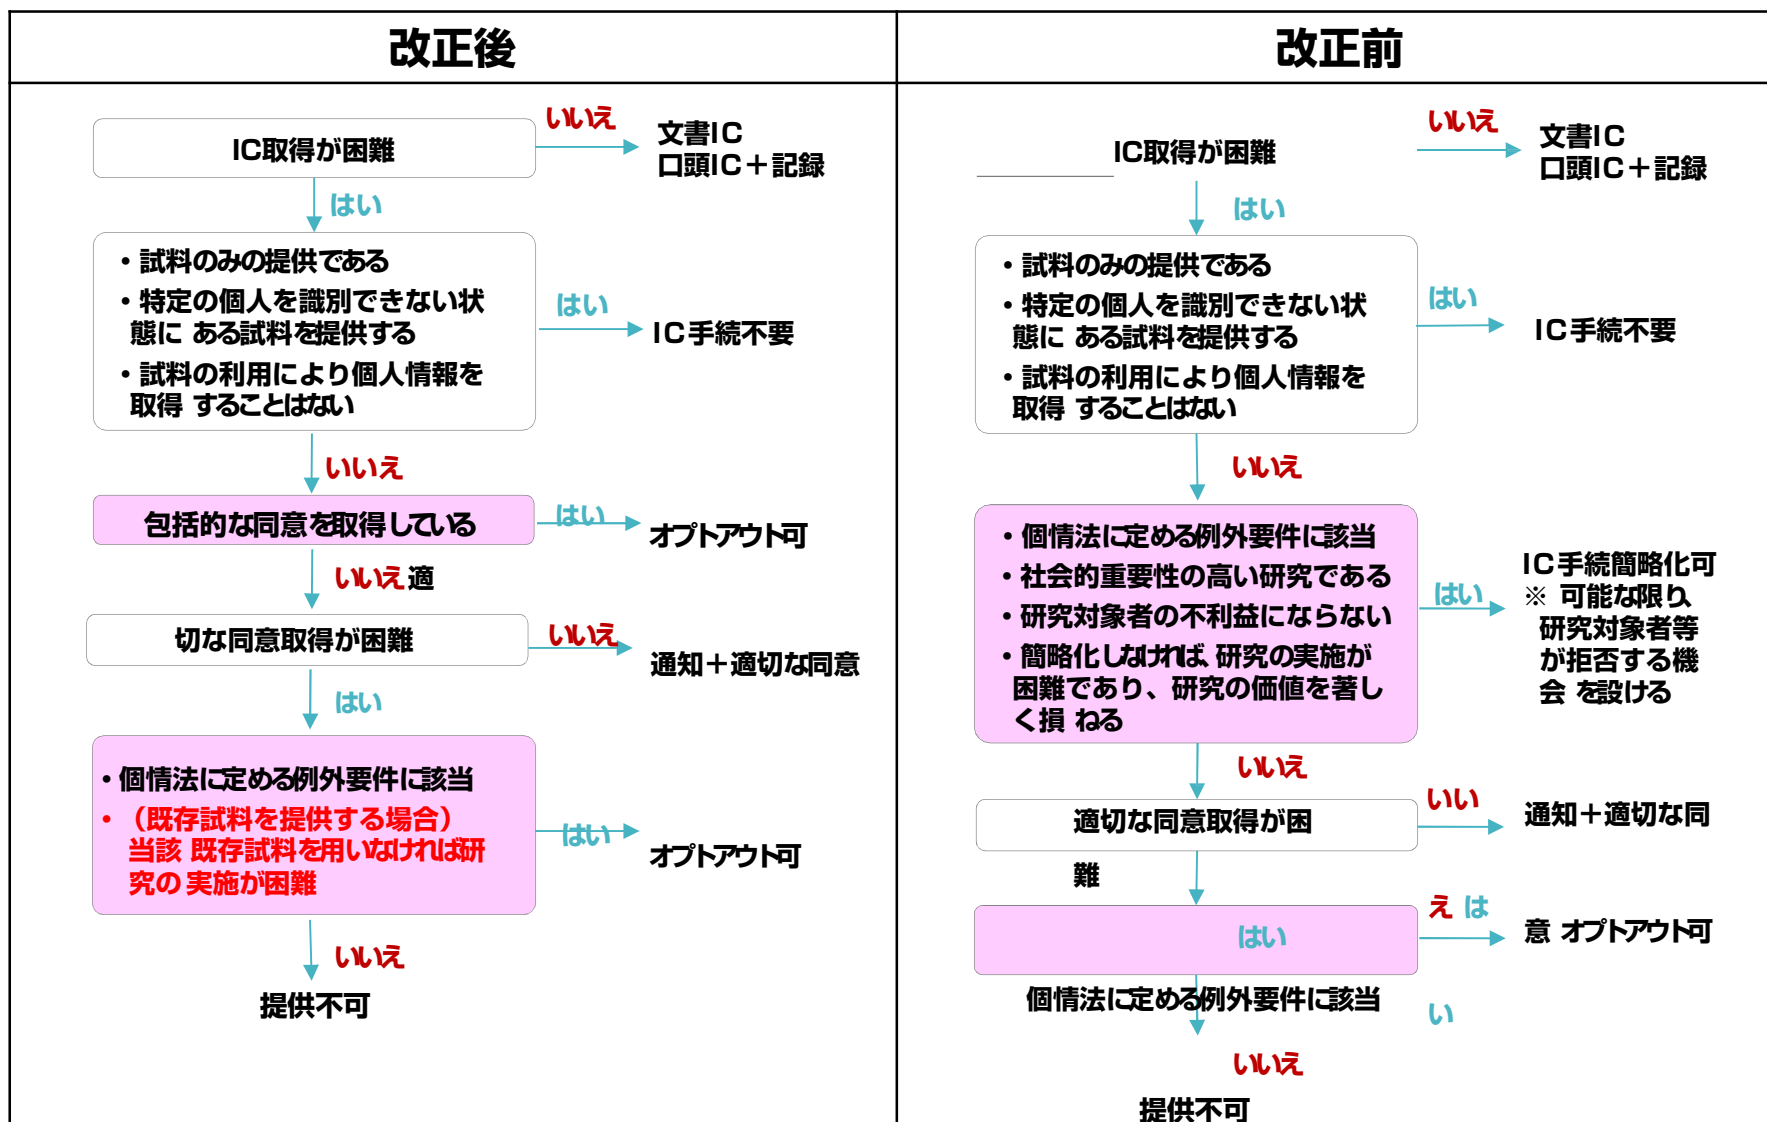 改正後
いいえ
IC取得が困難
文書IC
口頭IC＋記録
はい
・試料のみの提供である
・特定の個人を識別できない状
態に ある試料を提供する
・試料の利用により個人情報を
取得 することはない
はい
IC手続不要
いいえ
包括的な同意を取得している
はい
オプトアウト可
いいえ 適
切な同意取得が困難
いいえ
通知＋適切な同意
はい
・個情法に定める例外要件に該当
・（既存試料を提供する場合）
当該 既存試料を用いなければ研
究の 実施が困難
はい
オプトアウト可
いいえ
提供不可
改正前
いいえ
IC取得が困難
文書IC
口頭IC＋記録
はい
・試料のみの提供である
・特定の個人を識別できない状
態に ある試料を提供する
・試料の利用により個人情報を
取得 することはない
はい
IC手続不要
いいえ
・個情法に定める例外要件に該当
・社会的重要性の高い研究である
・研究対象者の不利益にならない
・簡略化しなければ、研究の実施が
困難であり、研究の価値を著し
く損 ねる
はい
IC手続簡略化可
※ 可能な限り、
研究対象者等
が拒否する機
会 を設ける
いいえ
適切な同意取得が困
いい
通知＋適切な同
難
え は
はい
意 オプトアウト可
個情法に定める例外要件に該当
い
いいえ
提供不可